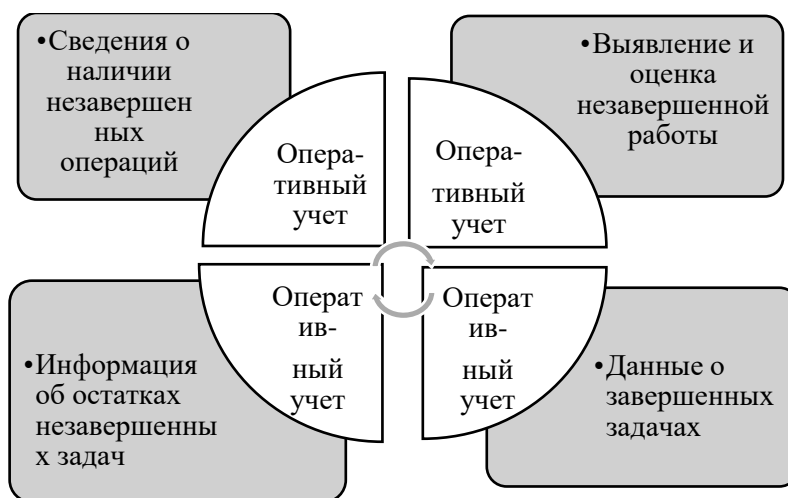 •Сведения о
наличии
незавершен
ных
операций
•Выявление и
оценка
незавершенной
работы
Опера-
тивный
учет
Опера-
тивный
учет
Операт
ив-
ный
учет
Операт
ив-
ный
учет
•Информация
об остатках
незавершенны
х задач
•Данные о
завершенных
задачах